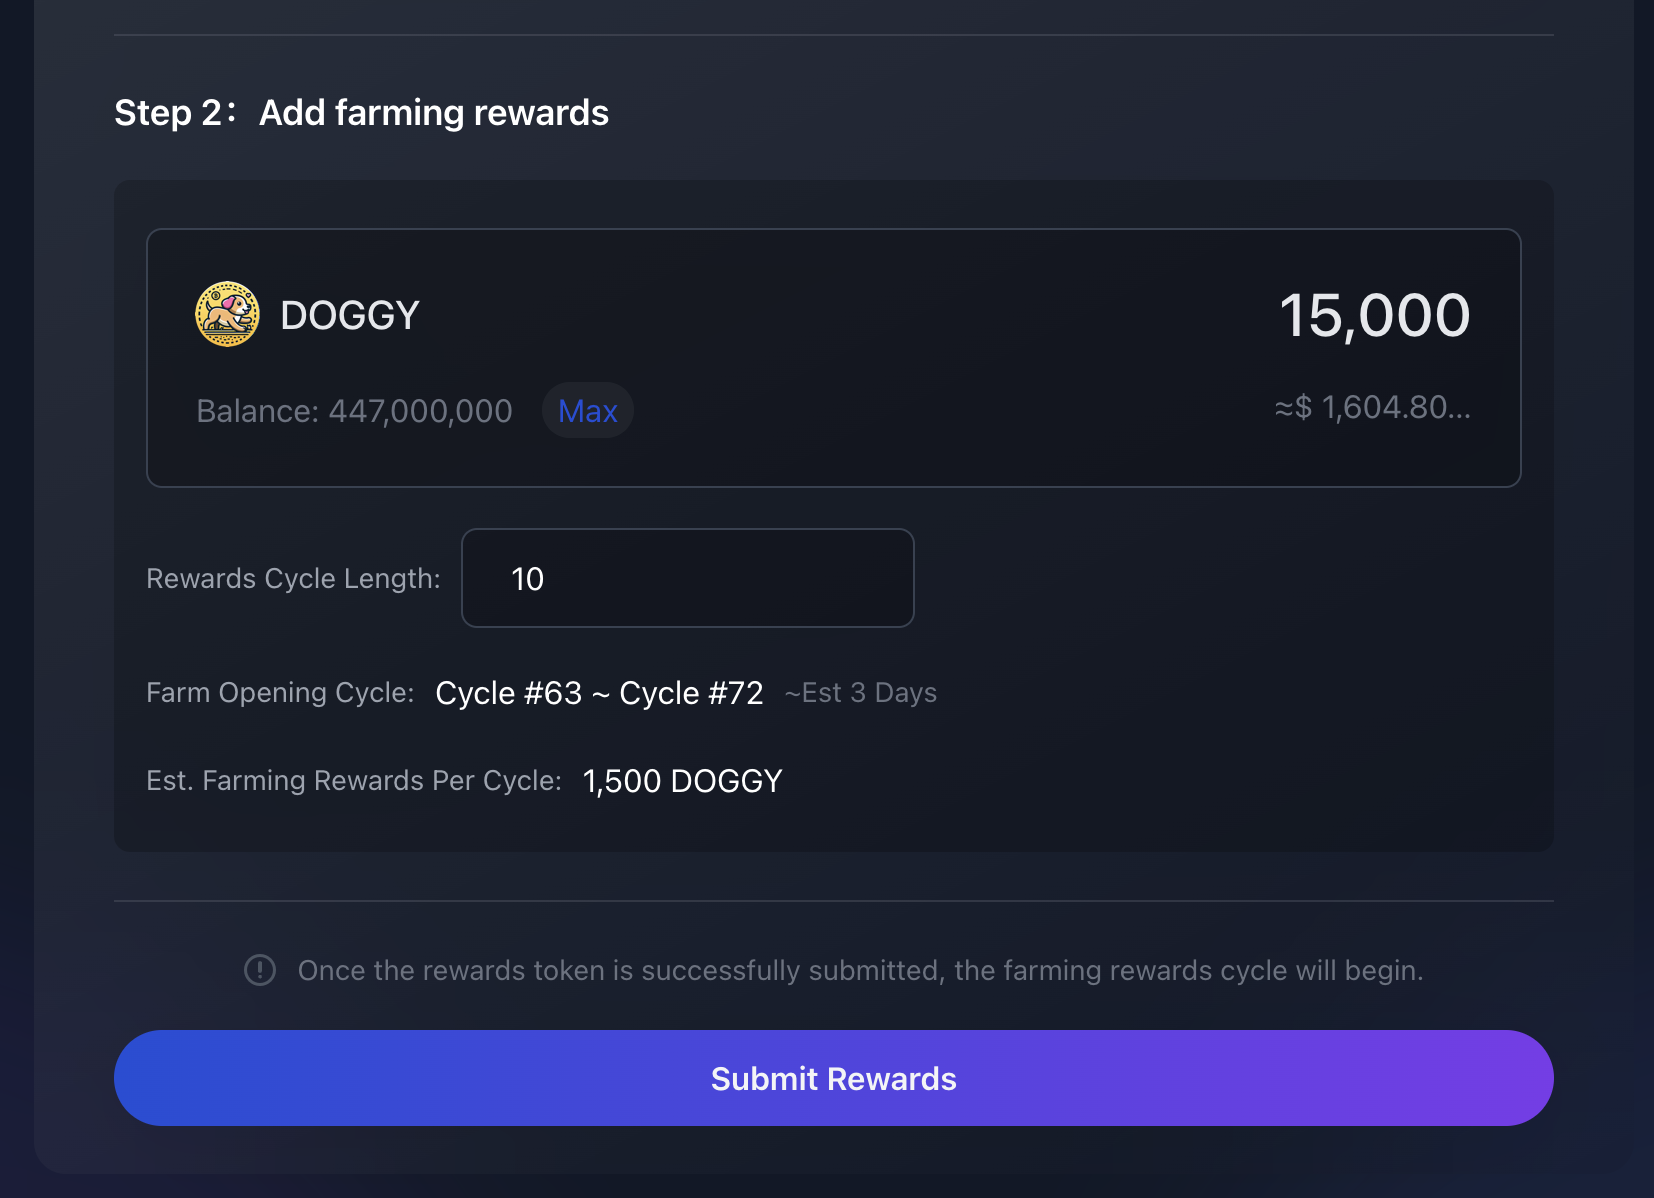 Step 2: Add farming rewards
DOGGY
15,000
Balance: 447,000,000 Max
≈$ 1,604.80...
Rewards Cycle Length: 10
Farm Opening Cycle: Cycle #63 ~ Cycle #72 ~Est 3 Days
Est. Farming Rewards Per Cycle: 1,500 DOGGY
Once the rewards token is successfully submitted, the farming rewards cycle will begin.
Submit Rewards